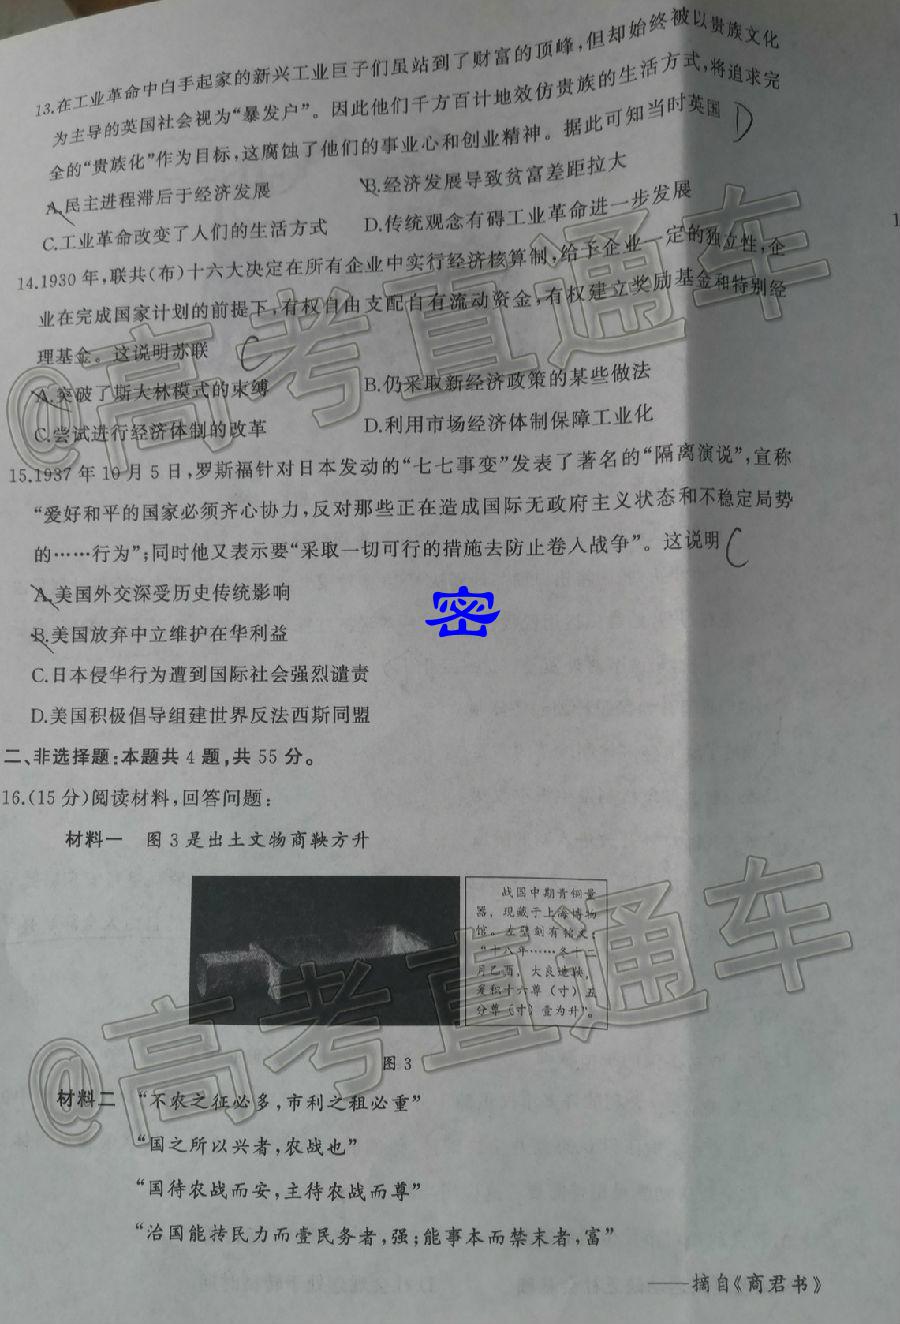 13.在工业革命中白手起家的新兴工业巨子们虽站到了财富的顶峰,但却始终被以贵族文化
为主导的英国社会视为“暴发户”。因此他们千方百计地效仿贵族的生活方式,将追求完
全的“贵族化”作为目标,这腐蚀了他们的事业心和创业精神。据此可知当时英国 D
A.民主进程滞后于经济发展 B.经济发展导致贫富差距拉大
C.工业革命改变了人们的生活方式 D.传统观念有碍工业革命进一步发展
14.1930年,联共(布)十六大决定在所有企业中实行经济核算制,给予企业一定的独立性,企
业在完成国家计划的前提下,有权自由支配自有流动资金,有权建立奖励基金和特别经
理基金。这说明苏联 C
A.突破了斯大林模式的束缚 B.仍采取新经济政策的某些做法
C.尝试进行经济体制的改革 D.利用市场经济体制保障工业化
15.1937年10月5日,罗斯福针对日本发动的“七七事变”发表了著名的“隔离演说”,宣称
“爱好和平的国家必须齐心协力,反对那些正在造成国际无政府主义状态和不稳定局势
的……行为”;同时他又表示要“采取一切可行的措施去防止卷入战争”。这说明 C
A.美国外交深受历史传统影响
密
B.美国放弃中立维护在华利益
C.日本侵华行为遭到国际社会强烈谴责
D.美国积极倡导组建世界反法西斯同盟
二、非选择题:本题共4题,共55分。
16.(15分)阅读材料,回答问题:
材料一 图3是出土文物商鞅方升
战国中期青铜量
器,现藏于上海博物
馆。左壁刻有铭文:
“十八年……冬十二
月乙酉,大良造鞅,
爰积十六尊(寸)五
分尊(寸)壹为升”。
图3
材料二 “不农之征必多,市利之租必重”
“国之所以兴者,农战也”
“国待农战而安,主待农战而尊”
“治国能抟民力而壹民务者,强;能事本而禁末者,富”
——摘自《商君书》
@高考直通车
@高考直通车